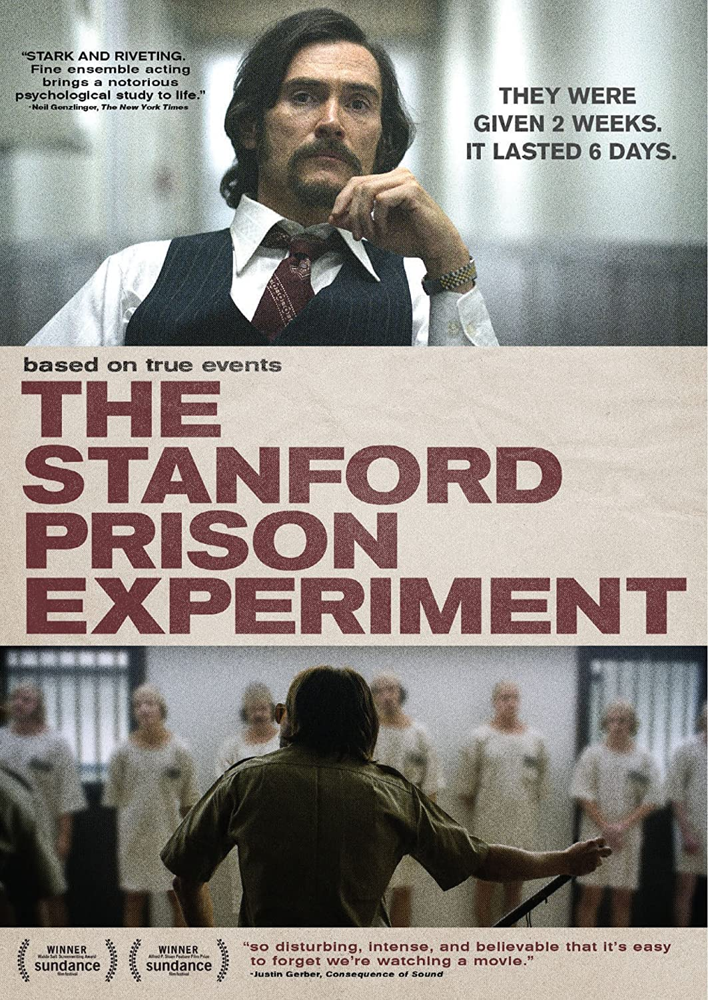 “STARK AND RIVETING.
Fine ensemble acting
brings a notorious
psychological study to life.”
-Neil Genzlinger, The New York Times
THEY WERE
GIVEN 2 WEEKS.
IT LASTED 6 DAYS.
based on true events
THE
STANFORD
PRISON
EXPERIMENT
WINNER
Waldo Salt Screenwriting Award
sundance
film festival
WINNER
Alfred P. Sloan Feature Film Prize
sundance
film festival
“so disturbing, intense, and believable that it’s easy
to forget we’re watching a movie.”
-Justin Gerber, Consequence of Sound